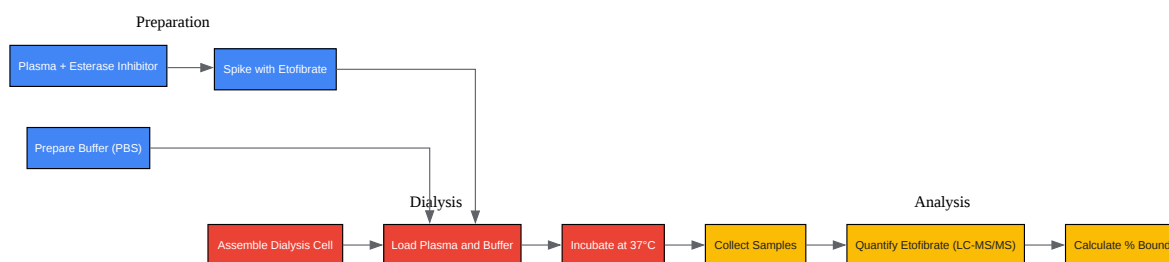 Preparation
Plasma + Esterase Inhibitor
Spike with Etofibrate
Prepare Buffer (PBS)
Dialysis
Analysis
Assemble Dialysis Cell
Load Plasma and Buffer
Incubate at 37°C
Collect Samples
Quantify Etofibrate (LC-MS/MS)
Calculate % Bound